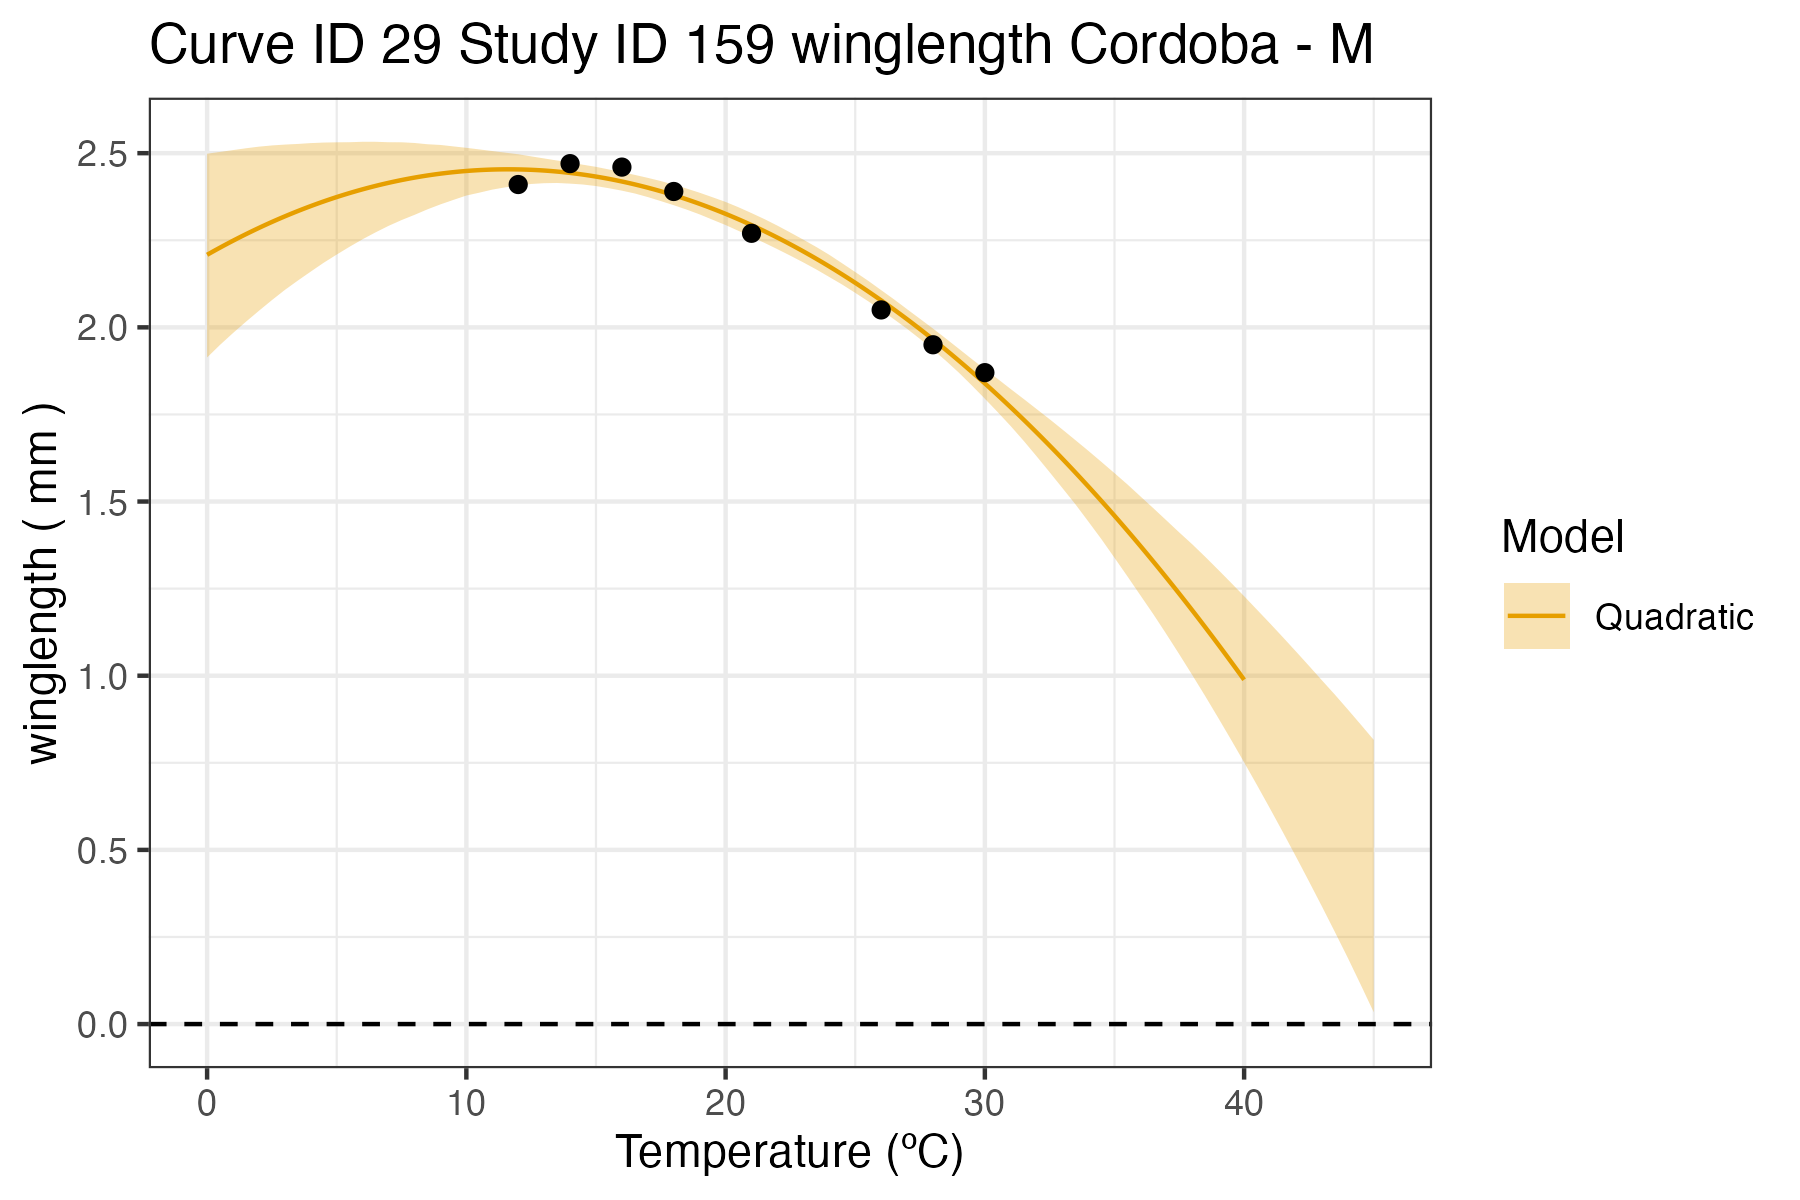 Curve ID 29 Study ID 159 winglength Cordoba - M
winglength ( mm )
2.5
2.0
1.5
1.0
0.5
0.0
0 10 20 30 40
Temperature (ºC)
Model
Quadratic